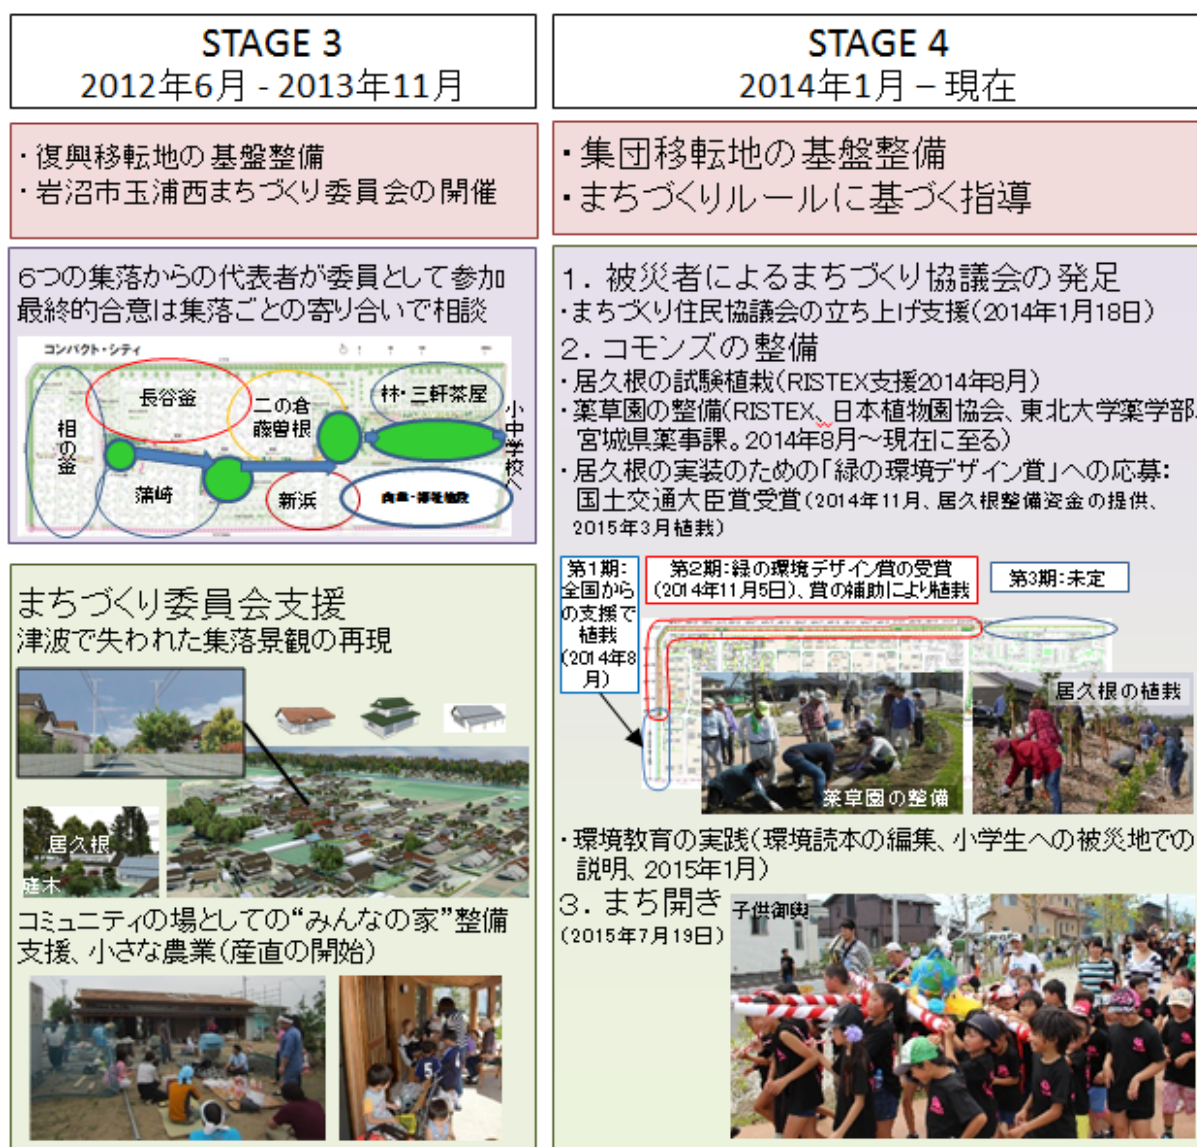 STAGE 3
2012年6月 - 2013年11月
・復興移転地の基盤整備
・岩沼市玉浦西まちづくり委員会の開催
6つの集落からの代表者が委員として参加
最終的合意は集落ごとの寄り合いで相談
コンパクト・シティ
長谷釜
二の倉
藤曽根
林・三軒茶屋
相の釜
蒲崎
新浜
商業・福祉施設
小中学校へ
まちづくり委員会支援
津波で失われた集落景観の再現
居久根
庭木
コミュニティの場としての“みんなの家”整備
支援、小さな農業(産直の開始)
STAGE 4
2014年1月 – 現在
・集団移転地の基盤整備
・まちづくりルールに基づく指導
1. 被災者によるまちづくり協議会の発足
・まちづくり住民協議会の立ち上げ支援(2014年1月18日)
2. コモンズの整備
・居久根の試験植栽(RISTEX支援2014年8月)
・薬草園の整備(RISTEX、日本植物園協会、東北大学薬学部、
宮城県薬事課。2014年8月～現在に至る)
・居久根の実装のための「緑の環境デザイン賞」への応募:
国土交通大臣賞受賞(2014年11月、居久根整備資金の提供、
2015年3月植栽)
第1期:
全国から
の支援で
植栽
(2014年8
月)
第2期:緑の環境デザイン賞の受賞
(2014年11月5日)、賞の補助により植栽
第3期:未定
薬草園の整備
居久根の植栽
・環境教育の実践(環境読本の編集、小学生への被災地での
説明、2015年1月)
3. まち開き
(2015年7月19日)
子供御輿